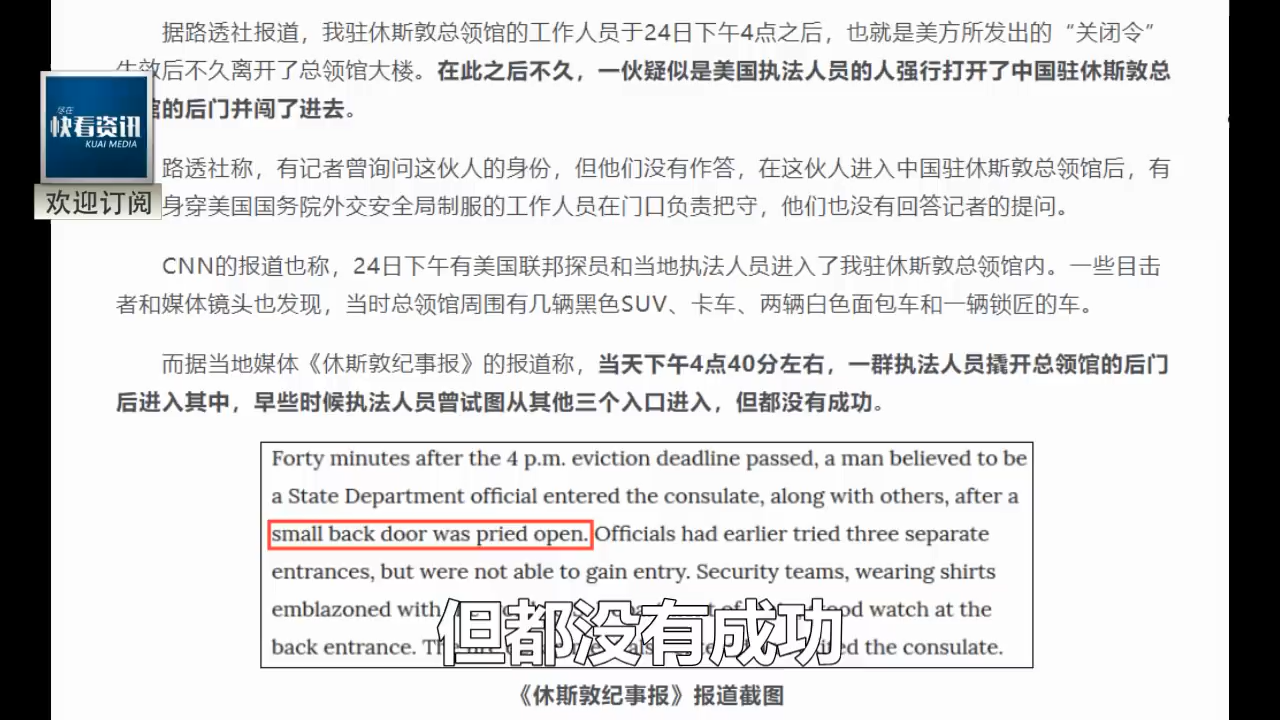 据路透社报道，我驻休斯敦总领馆的工作人员于24日下午4点之后，也就是美方所发出的“关闭令”
生效后不久离开了总领馆大楼。在此之后不久，一伙疑似是美国执法人员的人强行打开了中国驻休斯敦总
馆的后门并闯了进去。
尽在
快看资讯
KUAI MEDIA
欢迎订阅
路透社称，有记者曾询问这伙人的身份，但他们没有作答，在这伙人进入中国驻休斯敦总领馆后，有
身穿美国国务院外交安全局制服的工作人员在门口负责把守，他们也没有回答记者的提问。
CNN的报道也称，24日下午有美国联邦探员和当地执法人员进入了我驻休斯敦总领馆内。一些目击
者和媒体镜头也发现，当时总领馆周围有几辆黑色SUV、卡车、两辆白色面包车和一辆锁匠的车。
而据当地媒体《休斯敦纪事报》的报道称，当天下午4点40分左右，一群执法人员撬开总领馆的后门
后进入其中，早些时候执法人员曾试图从其他三个入口进入，但都没有成功。
Forty minutes after the 4 p.m. eviction deadline passed, a man believed to be
a State Department official entered the consulate, along with others, after a
small back door was pried open. Officials had earlier tried three separate
entrances, but were not able to gain entry. Security teams, wearing shirts
emblazoned with watch at the
back entrance. the consulate.
但都没有成功
《休斯敦纪事报》报道截图